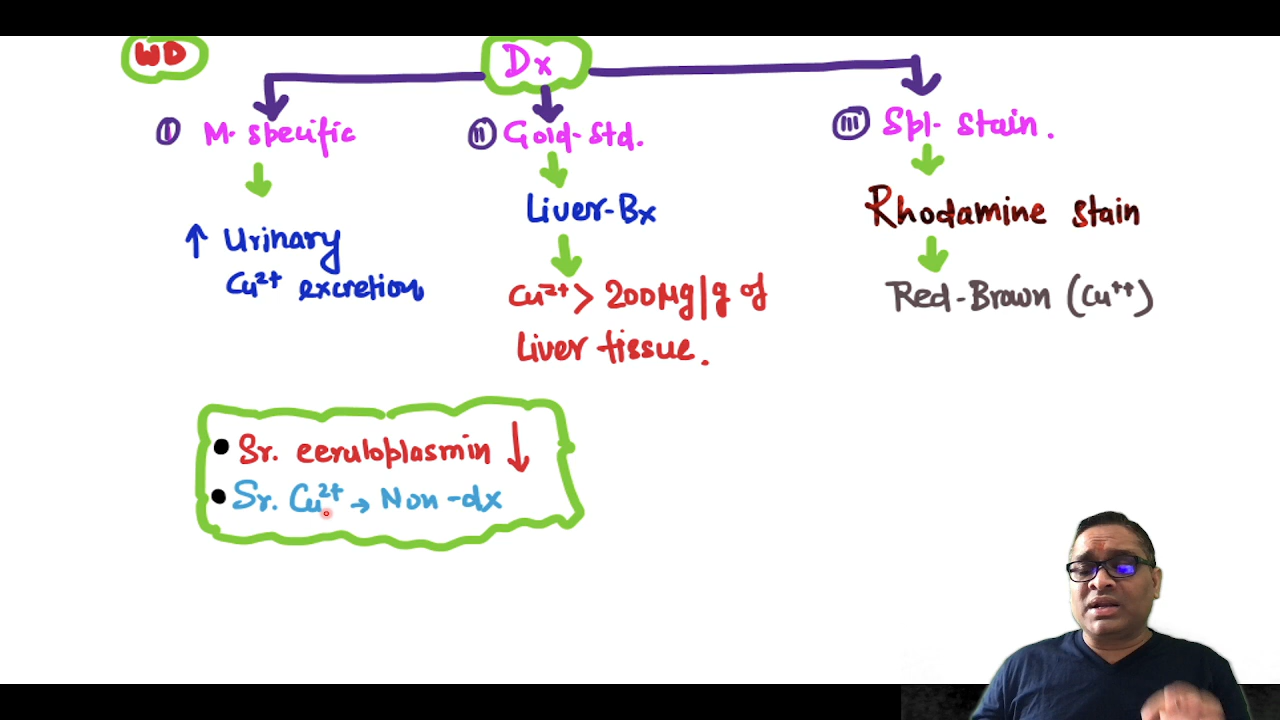 WD
Dx
(i) M. specific
↑ Urinary
Cu²⁺ excretion
(ii) Gold-Std.
Liver-Bx
Cu²⁺ > 200µg/g of
Liver tissue.
(iii) Spl- Stain.
Rhodamine stain
Red-Brown (Cu⁺⁺)
• Sr. ceruloplasmin ↓
• Sr. Cu²⁺ → Non-dx